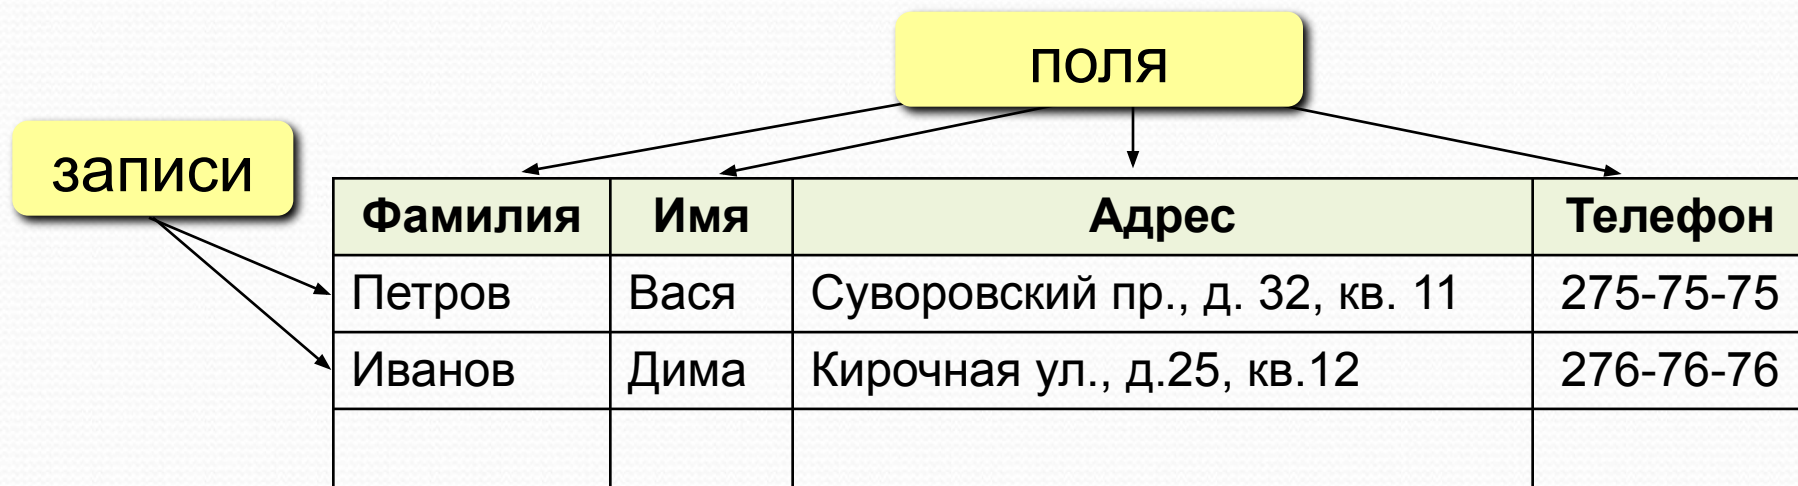 поля
записи
Фамилия Имя Адрес Телефон
Петров Вася Суворовский пр., д. 32, кв. 11 275-75-75
Иванов Дима Кирочная ул., д.25, кв.12 276-76-76